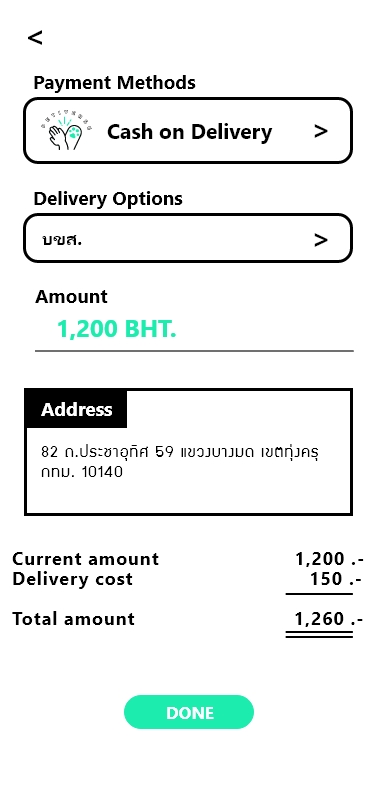 <
Payment Methods
Cash on Delivery >
Delivery Options
บขส. >
Amount
1,200 BHT.
Address
82 ถ.ประชาอุทิศ 59 แขวงบางมด เขตทุ่งครุ
กทม. 10140
Current amount 1,200 .-
Delivery cost 150 .-
Total amount 1,260 .-
DONE